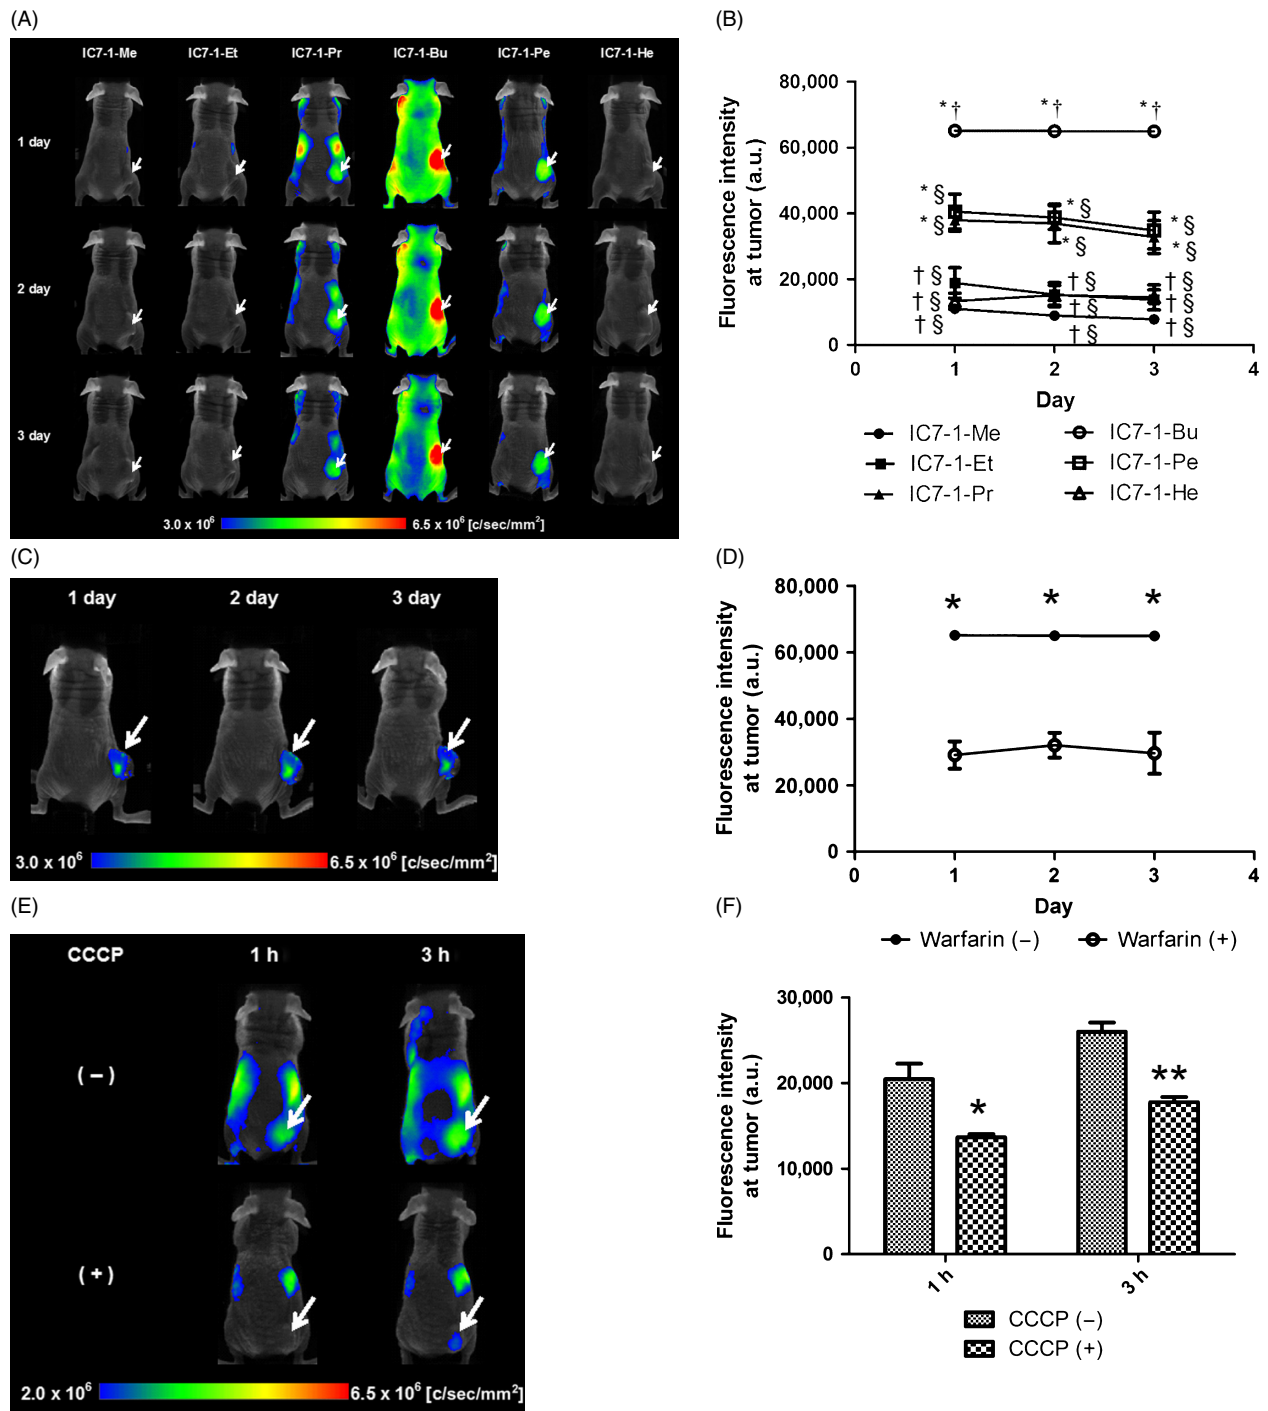 (A)
IC7-1-Me IC7-1-Et IC7-1-Pr IC7-1-Bu IC7-1-Pe IC7-1-He
1 day
2 day
3 day
3.0 x 10⁶ 6.5 x 10⁶ [c/sec/mm²]
(B)
Fluorescence intensity
at tumor (a.u.)
80,000
60,000
40,000
20,000
0
* † * † * †
* § * § * §
* § * § * §
† § † § † §
† § † § † §
† § † § † §
0 1 2 3 4
Day
IC7-1-Me IC7-1-Bu
IC7-1-Et IC7-1-Pe
IC7-1-Pr IC7-1-He
(C)
1 day 2 day 3 day
3.0 x 10⁶ 6.5 x 10⁶ [c/sec/mm²]
(D)
Fluorescence intensity
at tumor (a.u.)
80,000
60,000
40,000
20,000
0
* * *
0 1 2 3 4
Day
Warfarin (−) Warfarin (+)
(E)
CCCP 1 h 3 h
(−)
(+)
2.0 x 10⁶ 6.5 x 10⁶ [c/sec/mm²]
(F)
Fluorescence intensity
at tumor (a.u.)
30,000
20,000
10,000
0
* **
1 h 3 h
CCCP (−)
CCCP (+)